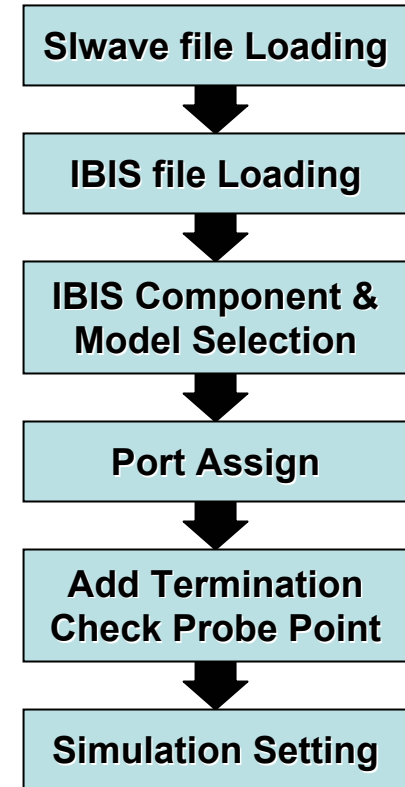 SIwave file Loading
IBIS file Loading
IBIS Component &
Model Selection
Port Assign
Add Termination
Check Probe Point
Simulation Setting